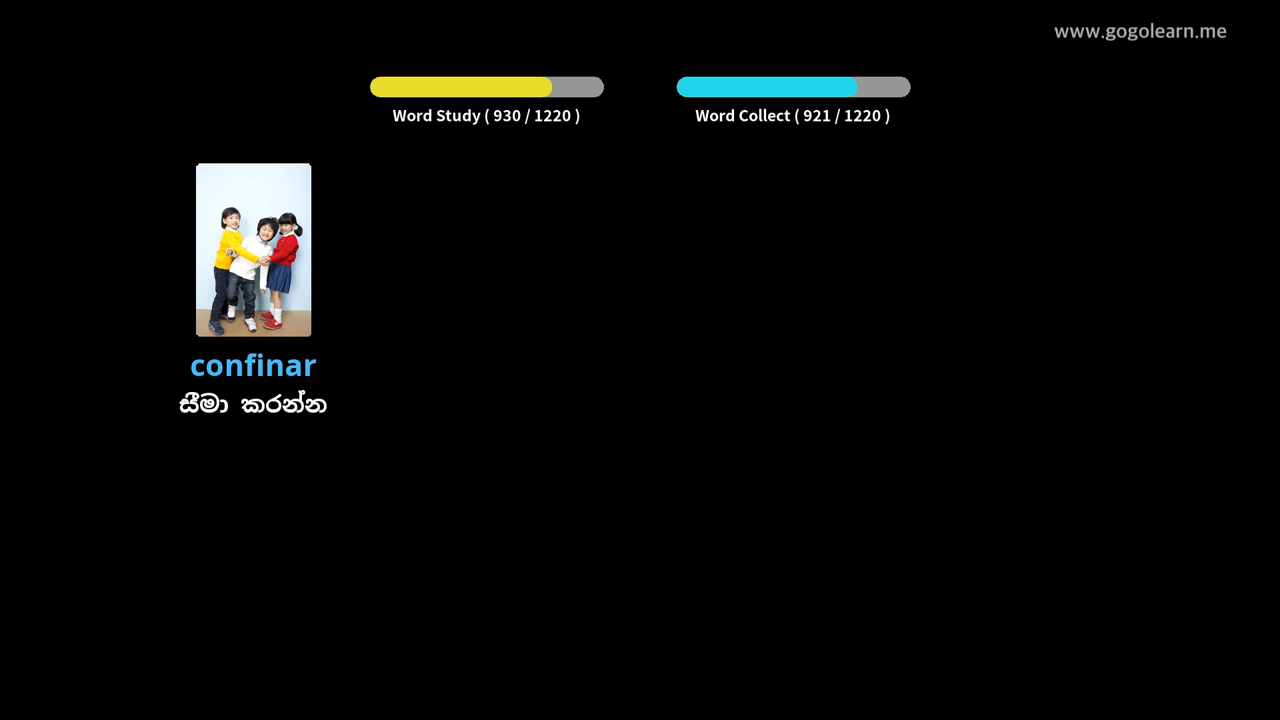 www.gogolearn.me
Word Study ( 930 / 1220 )
Word Collect ( 921 / 1220 )
confinar
සීමා කරන්න